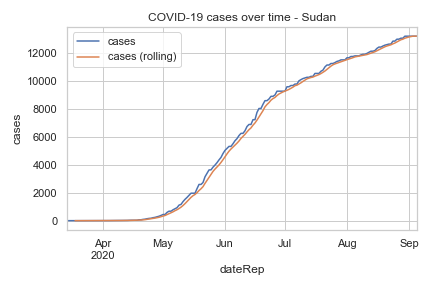 COVID-19 cases over time - Sudan
cases
cases (rolling)
12000
10000
8000
6000
4000
2000
0
cases
Apr
2020
May
Jun
Jul
Aug
Sep
dateRep